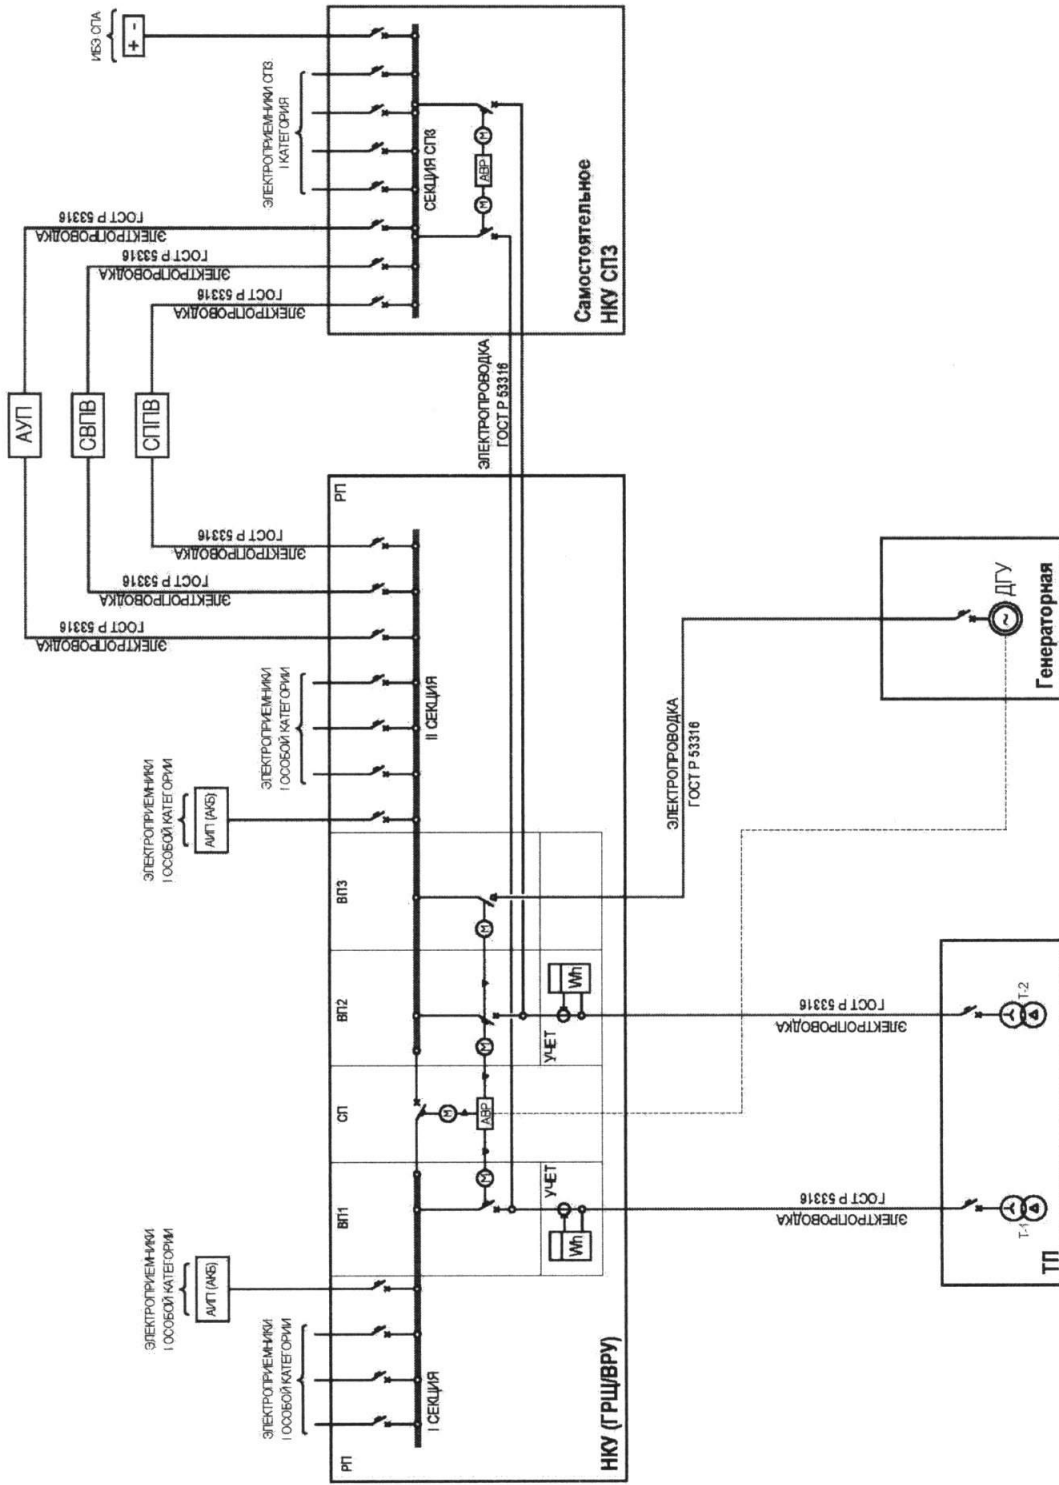 АУП
СВПВ
СППВ
ЭЛЕКТРОПРОВОДКА
ГОСТ Р 53316
ЭЛЕКТРОПРОВОДКА
ГОСТ Р 53316
ЭЛЕКТРОПРОВОДКА
ГОСТ Р 53316
ЭЛЕКТРОПРОВОДКА
ГОСТ Р 53316
ЭЛЕКТРОПРОВОДКА
ГОСТ Р 53316
ЭЛЕКТРОПРОВОДКА
ГОСТ Р 53316
ИБЭ СПА
+ -
ЭЛЕКТРОПРИЕМНИКИ
I ОСОБОЙ КАТЕГОРИИ
АИП (АКБ)
ЭЛЕКТРОПРИЕМНИКИ
I ОСОБОЙ КАТЕГОРИИ
АИП (АКБ)
ЭЛЕКТРОПРИЕМНИКИ
I ОСОБОЙ КАТЕГОРИИ
ЭЛЕКТРОПРИЕМНИКИ
I ОСОБОЙ КАТЕГОРИИ
ЭЛЕКТРОПРИЕМНИКИ СПЗ
I КАТЕГОРИЯ
РП
ВП1
СП
ВП2
ВП3
РП
I СЕКЦИЯ
II СЕКЦИЯ
СЕКЦИЯ СПЗ
М
М
АВР
М
М
М
АВР
М
УЧЕТ
Wh
УЧЕТ
Wh
НКУ (ГРЩ/ВРУ)
ЭЛЕКТРОПРОВОДКА
ГОСТ Р 53316
Самостоятельное
НКУ СПЗ
ЭЛЕКТРОПРОВОДКА
ГОСТ Р 53316
ЭЛЕКТРОПРОВОДКА
ГОСТ Р 53316
ЭЛЕКТРОПРОВОДКА
ГОСТ Р 53316
Т-1
Т-2
ТП
~
ДГУ
Генераторная